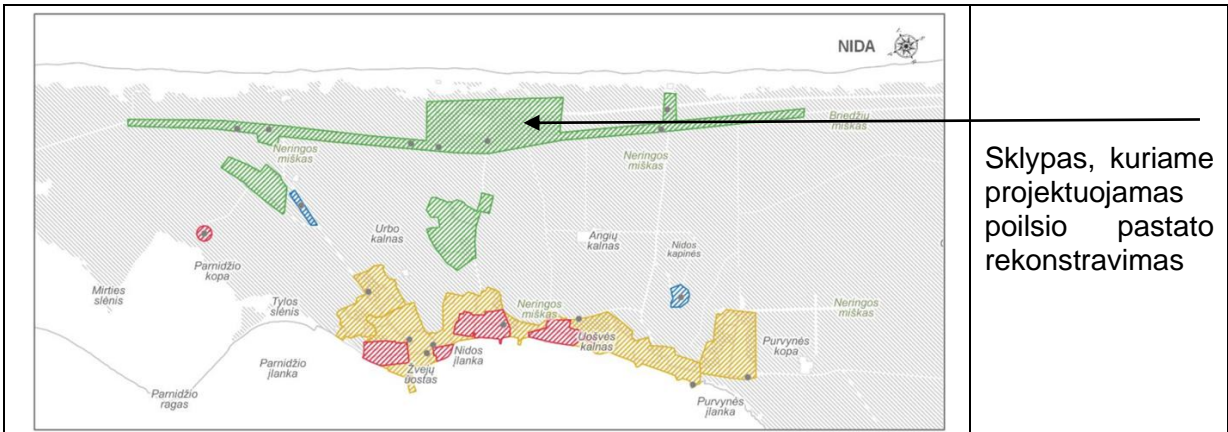 NIDA
Briedžių
miškas
Neringos
miškas
Neringos
miškas
Urbo
kalnas
Angių
kalnas
Nidos
kapinės
Parnidžio
kopa
Mirties
slėnis
Tylos
slėnis
Neringos
miškas
Neringos
miškas
Uošvės
kalnas
Purvynės
kopa
Nidos
įlanka
Parnidžio
įlanka
Žvejų
uostas
Parnidžio
ragas
Purvynės
įlanka
Sklypas, kuriame
projektuojamas
poilsio pastato
rekonstravimas